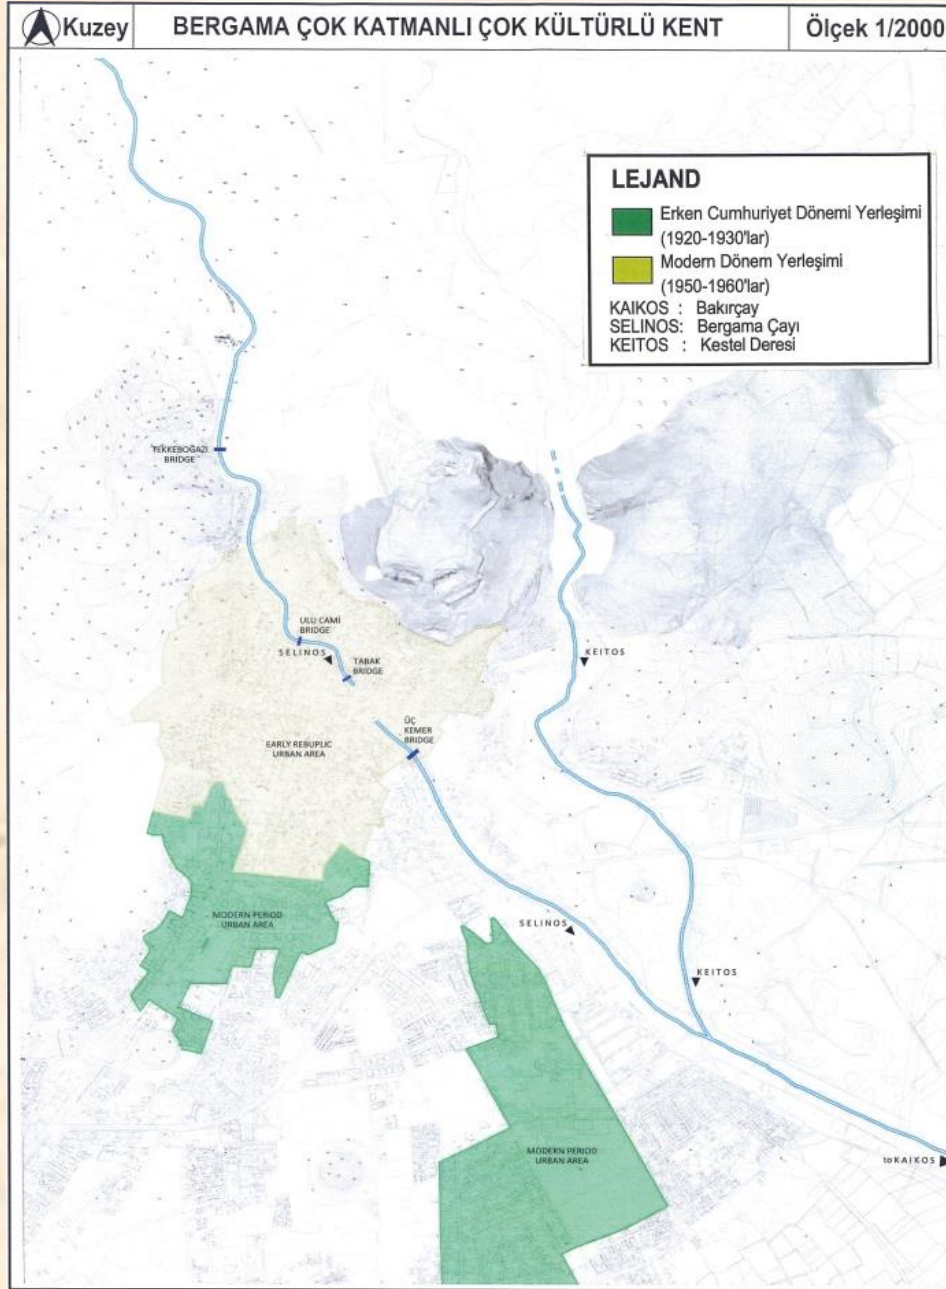 Kuzey
BERGAMA ÇOK KATMANLI ÇOK KÜLTÜRLÜ KENT
Ölçek 1/2000
LEJAND
Erken Cumhuriyet Dönemi Yerleşimi
(1920-1930'lar)
Modern Dönem Yerleşimi
(1950-1960'lar)
KAIKOS : Bakırçay
SELINOS: Bergama Çayı
KEITOS : Kestel Deresi
TEKKEBOĞAZI
BRIDGE
ULU CAMİ
BRIDGE
SELINOS
TABAK
BRIDGE
KEITOS
ÜÇ
KEMER
BRIDGE
EARLY REBUPLIC
URBAN AREA
MODERN PERIOD
URBAN AREA
SELINOS
KEITOS
MODERN PERIOD
URBAN AREA
to KAIKOS